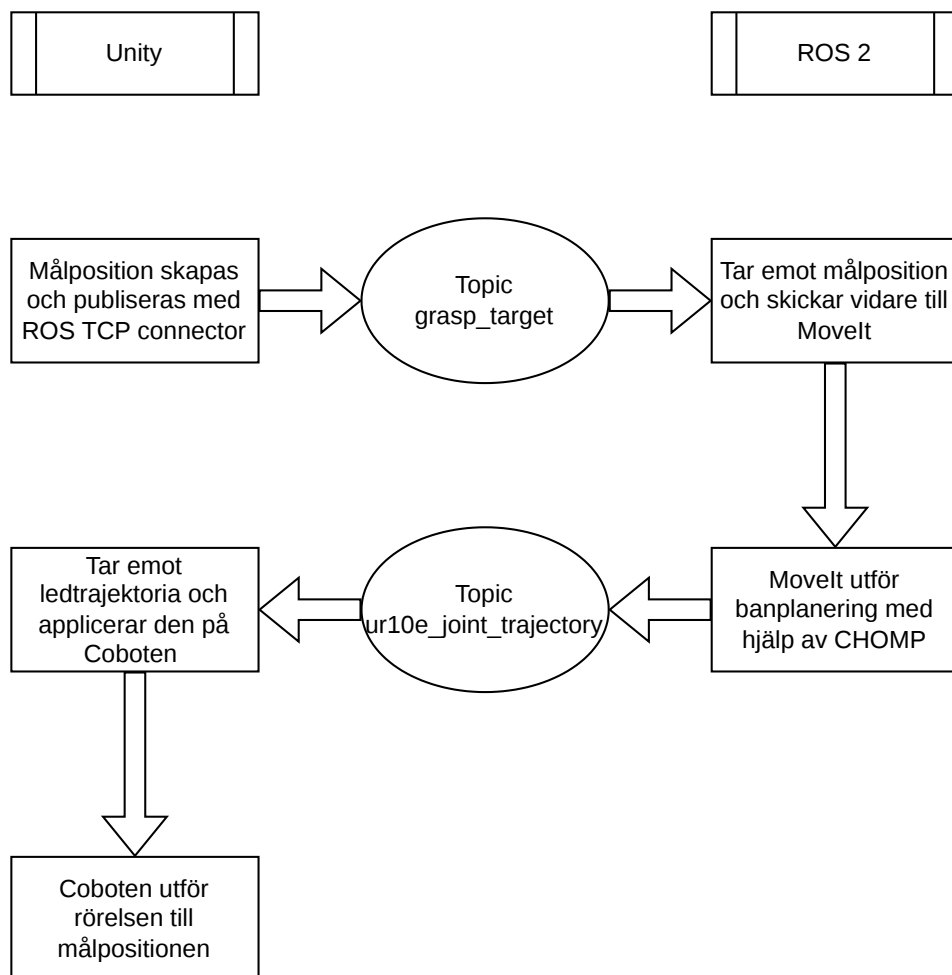 Unity
ROS 2
Målposition skapas
och publiseras med
ROS TCP connector
Topic
grasp_target
Tar emot målposition
och skickar vidare till
MoveIt
Tar emot
ledtrajektoria och
applicerar den på
Coboten
Topic
ur10e_joint_trajectory
MoveIt utför
banplanering med
hjälp av CHOMP
Coboten utför
rörelsen till
målpositionen